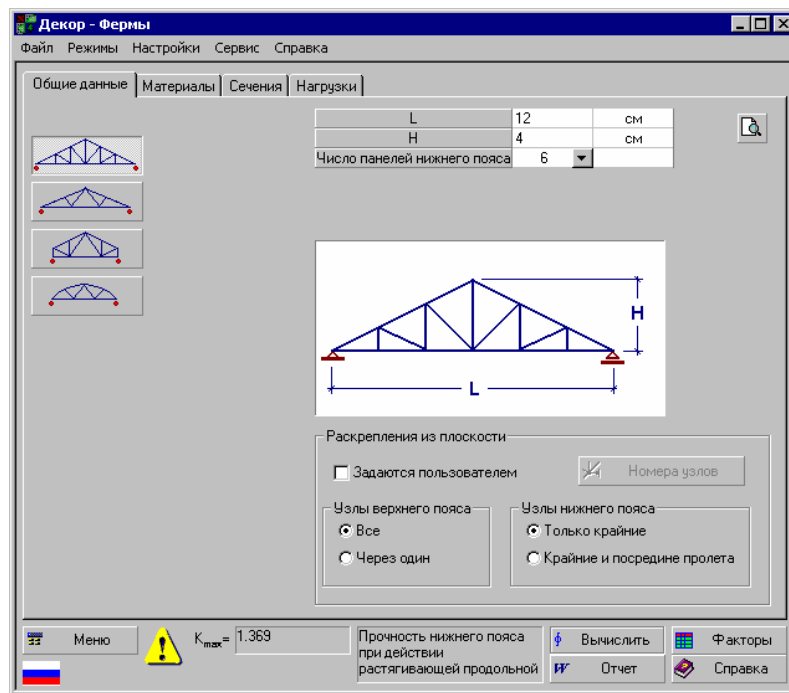 Декор - Фермы
Файл Режимы Настройки Сервис Справка
Общие данные Материалы Сечения Нагрузки
L 12 см
H 4 см
Число панелей нижнего пояса 6
H
L
Раскрепления из плоскости
Задаются пользователем Номера узлов
Узлы верхнего пояса Узлы нижнего пояса
Все Только крайние
Через один Крайние и посредине пролета
Меню Kmax= 1.369 Прочность нижнего пояса Вычислить Факторы
при действии
растягивающей продольной Отчет Справка